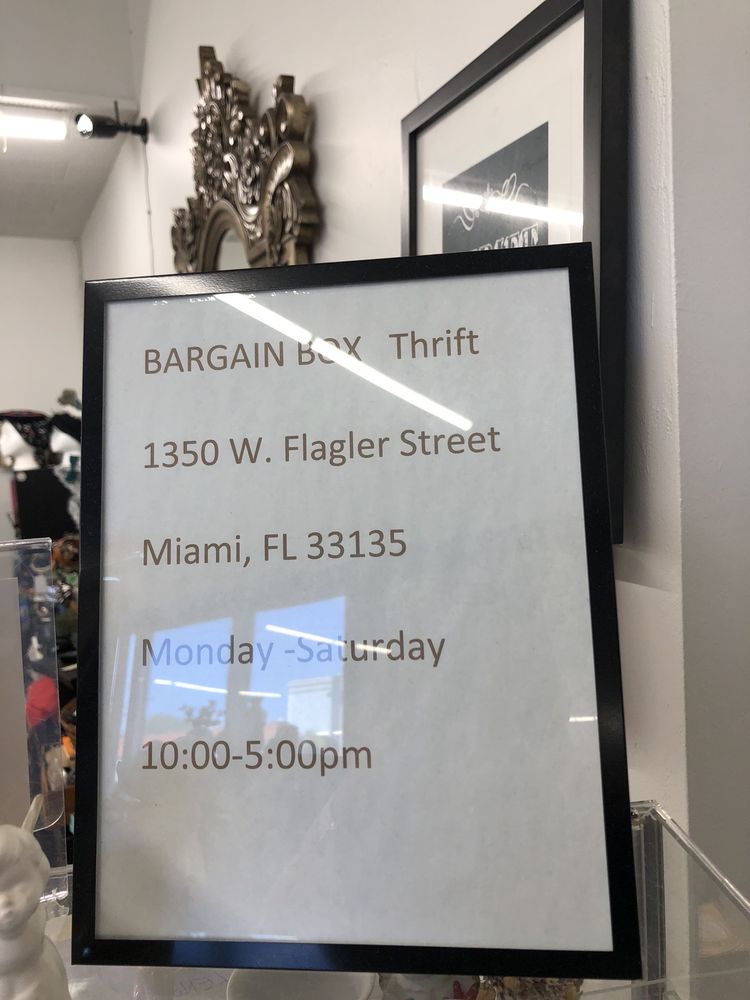 BARGAIN BOX Thrift
1350 W. Flagler Street
Miami, FL 33135
Monday -Saturday
10:00-5:00pm